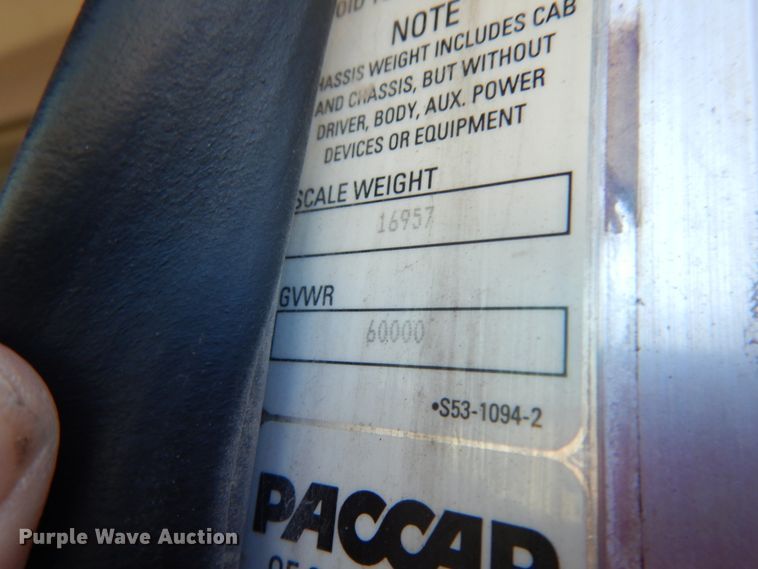 NOTE
CHASSIS WEIGHT INCLUDES CAB
AND CHASSIS, BUT WITHOUT
DRIVER, BODY, AUX. POWER
DEVICES OR EQUIPMENT
SCALE WEIGHT
16957
GVWR
60000
•S53-1094-2
PACCAR
Purple Wave Auction